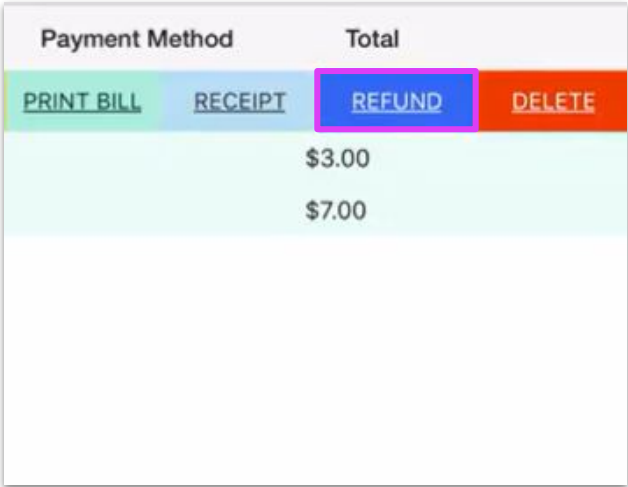 Payment Method Total
PRINT BILL RECEIPT REFUND DELETE
$3.00
$7.00